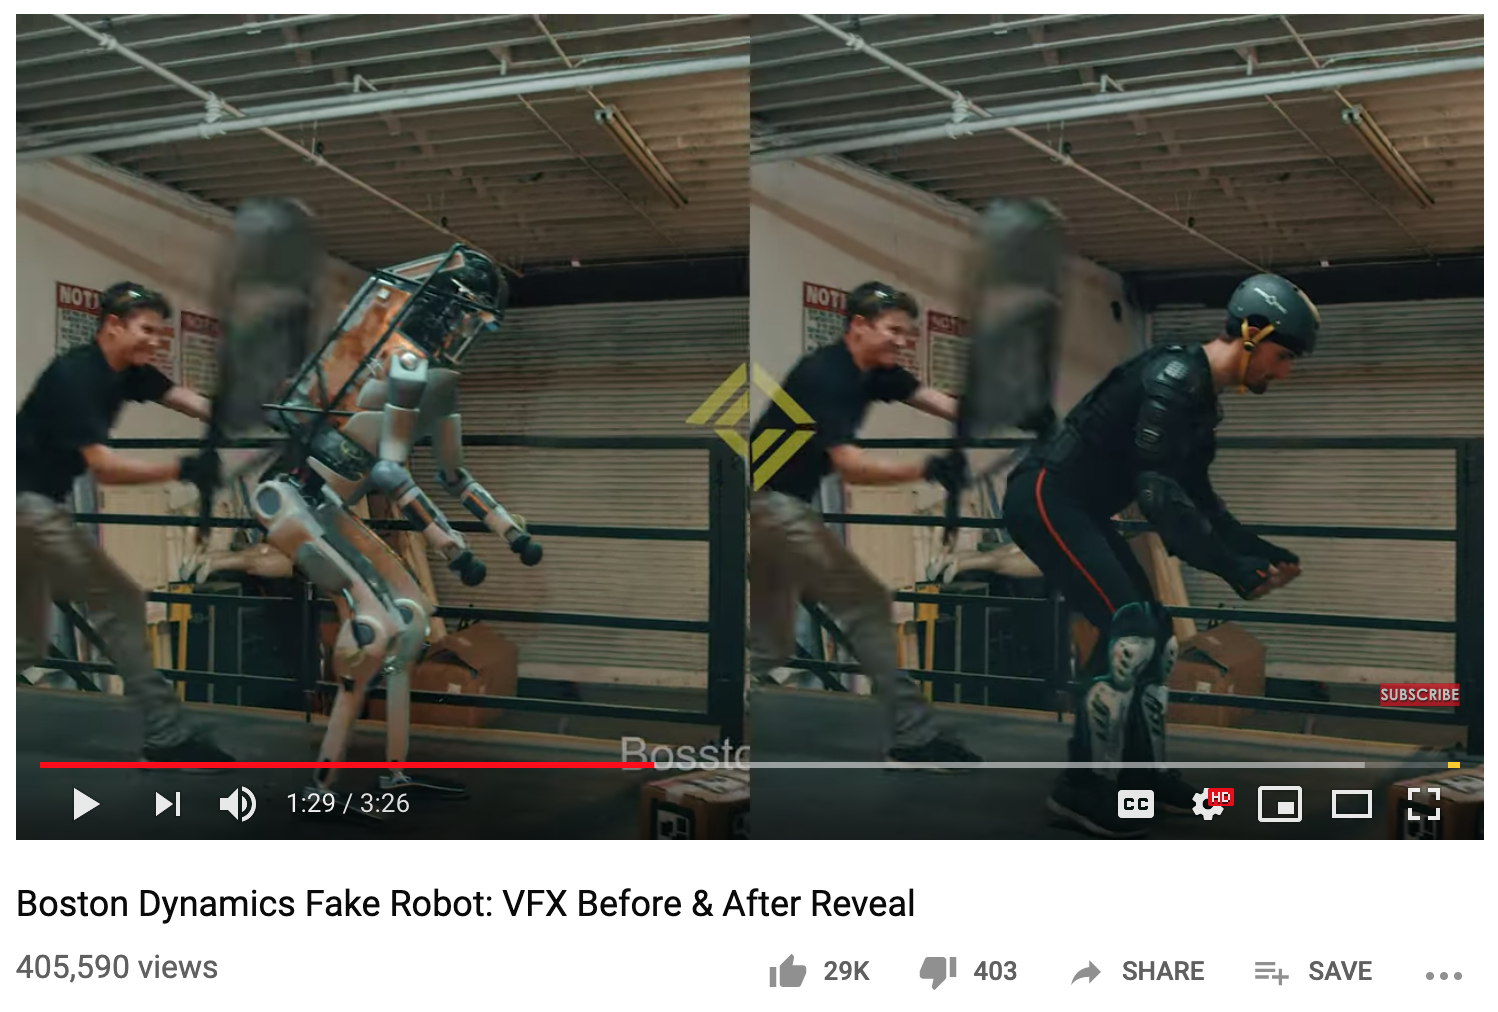 NOTI
NOTI
SUBSCRIBE
Bosstc
1:29 / 3:26
CC
HD
Boston Dynamics Fake Robot: VFX Before & After Reveal
405,590 views
29K
403
SHARE
SAVE